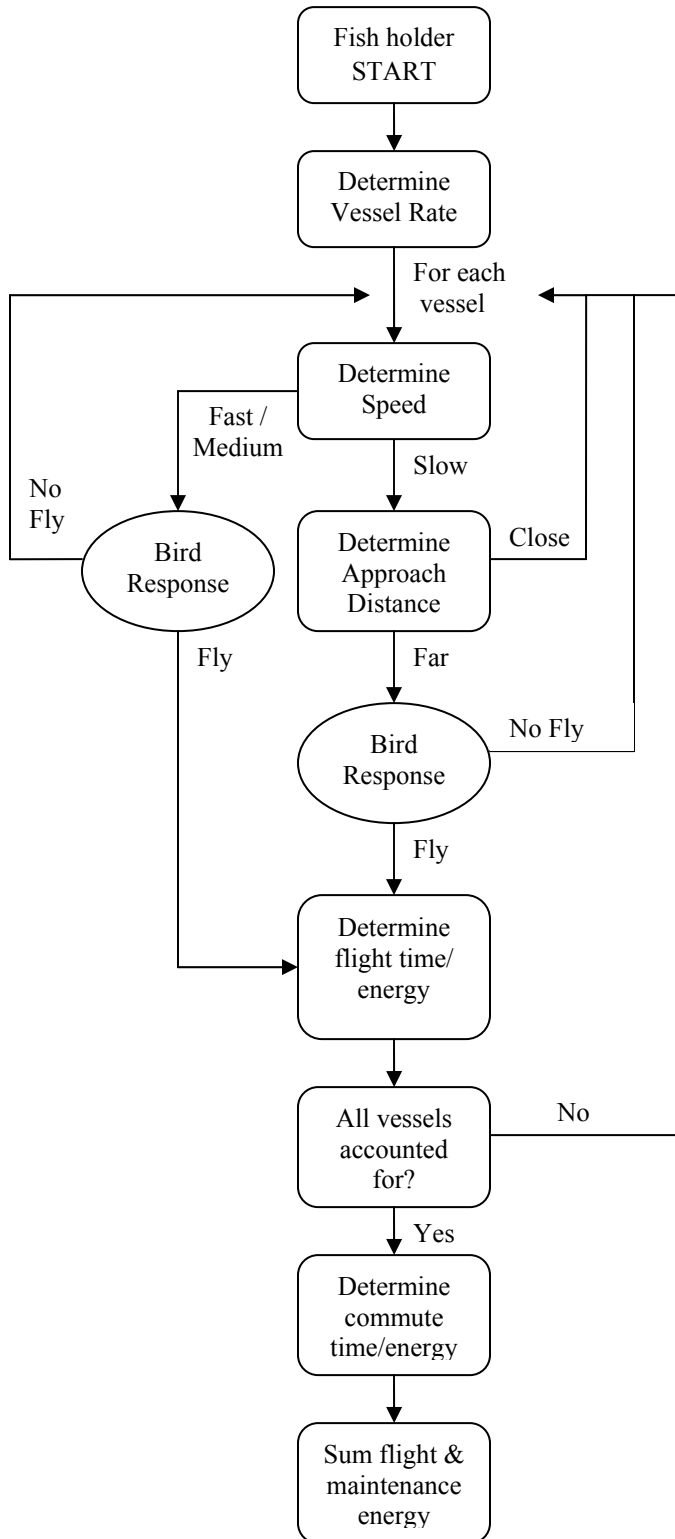 Fish holder
START
Determine
Vessel Rate
For each
vessel
Determine
Speed
Fast /
Medium
Slow
No
Fly
Bird
Response
Determine
Approach
Distance
Close
Fly
Far
Bird
Response
No Fly
Fly
Determine
flight time/
energy
All vessels
accounted
for?
No
Yes
Determine
commute
time/energy
Sum flight &
maintenance
energy